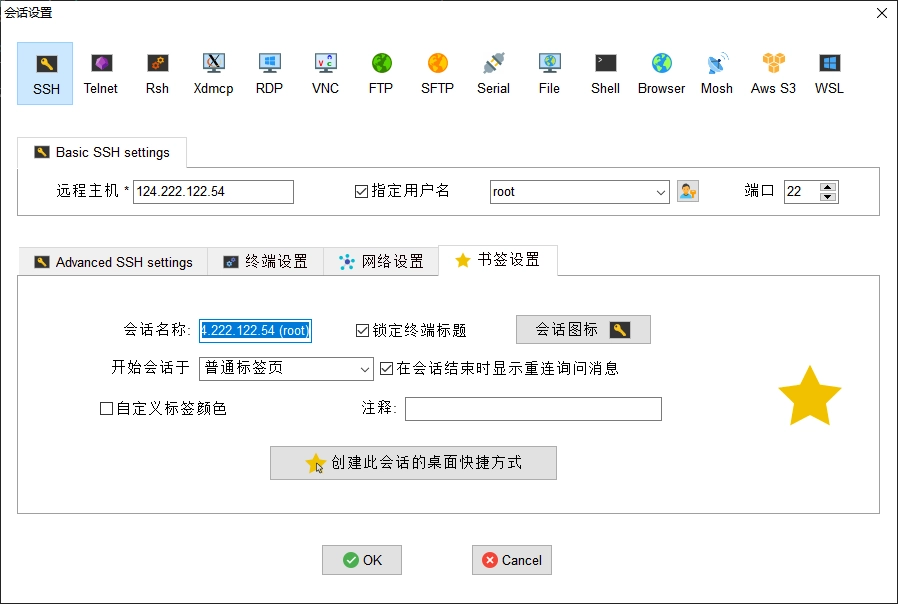 会话设置
SSH Telnet Rsh Xdmcp RDP VNC FTP SFTP Serial File Shell Browser Mosh Aws S3 WSL
Basic SSH settings
远程主机 * 124.222.122.54 指定用户名 root 端口 22
Advanced SSH settings 终端设置 网络设置 书签设置
会话名称: 4.222.122.54 (root) 锁定终端标题 会话图标
开始会话于 普通标签页 在会话结束时显示重连询问消息
自定义标签颜色 注释:
创建此会话的桌面快捷方式
OK Cancel